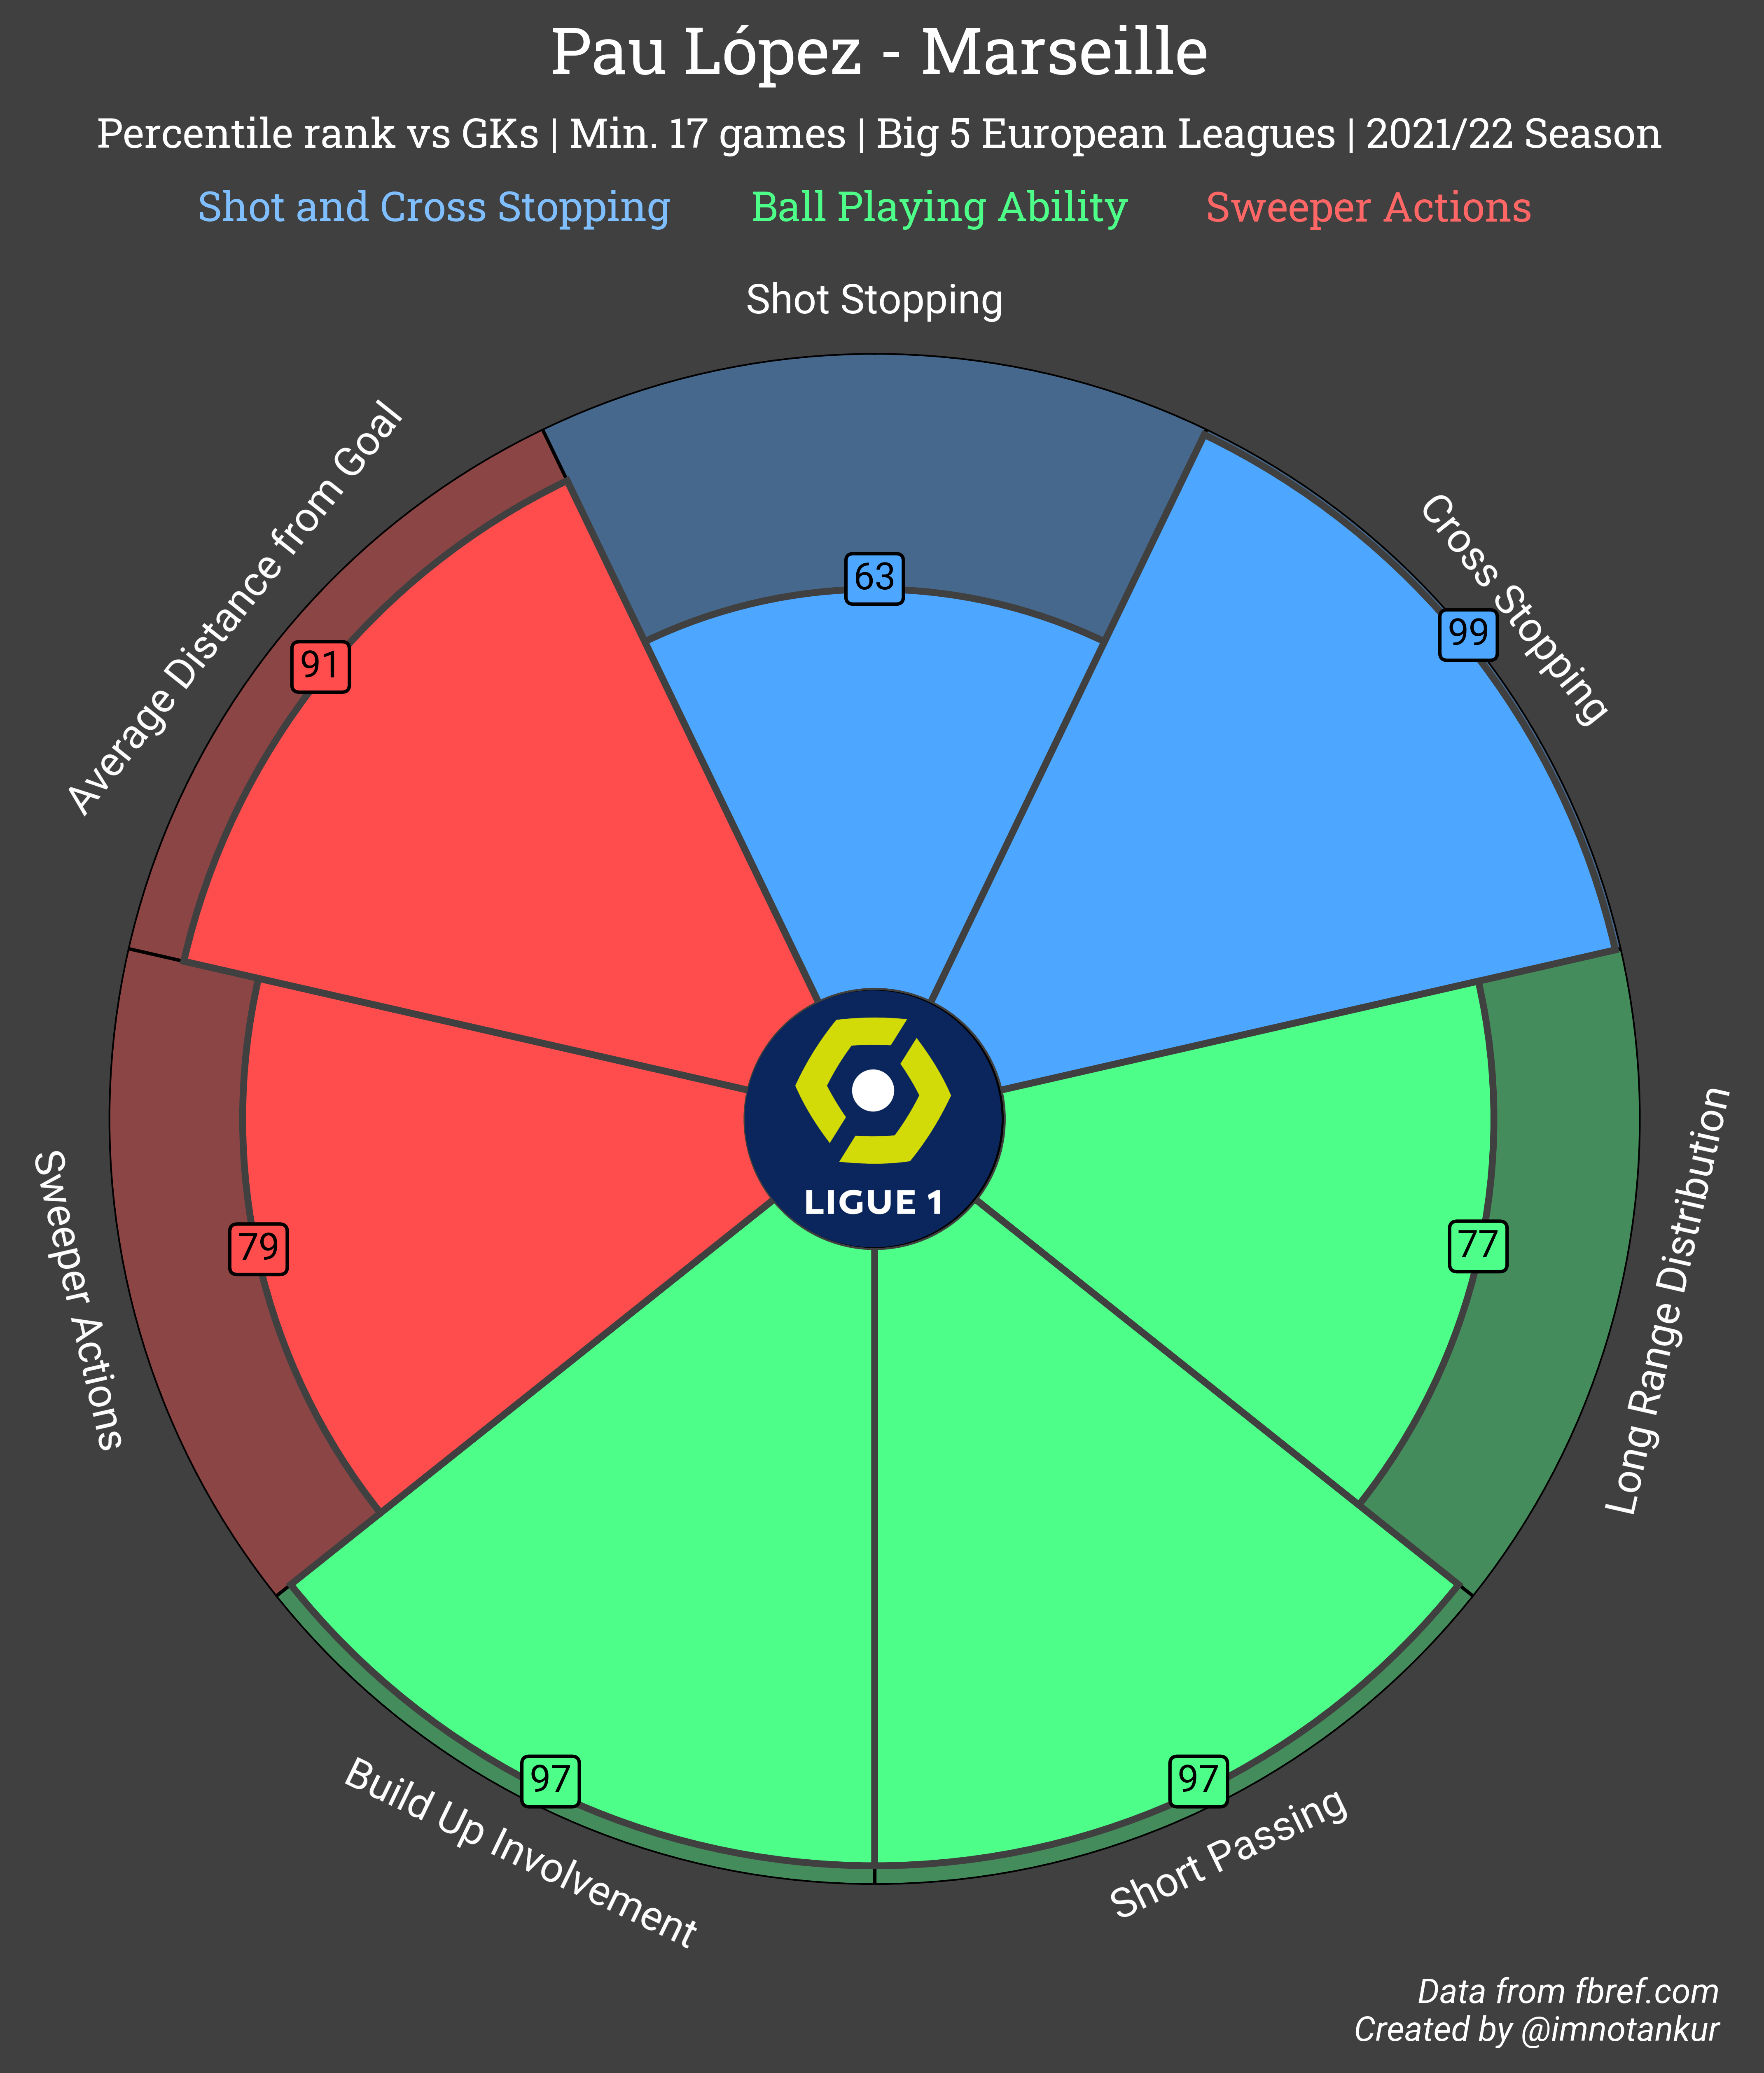 Pau López - Marseille
Percentile rank vs GKs | Min. 17 games | Big 5 European Leagues | 2021/22 Season
Shot and Cross Stopping Ball Playing Ability Sweeper Actions
Shot Stopping
63
Cross Stopping
99
Average Distance from Goal
91
LIGUE 1
Long Range Distribution
77
Sweeper Actions
79
Build Up Involvement
97
Short Passing
97
Data from fbref.com
Created by @imnotankur